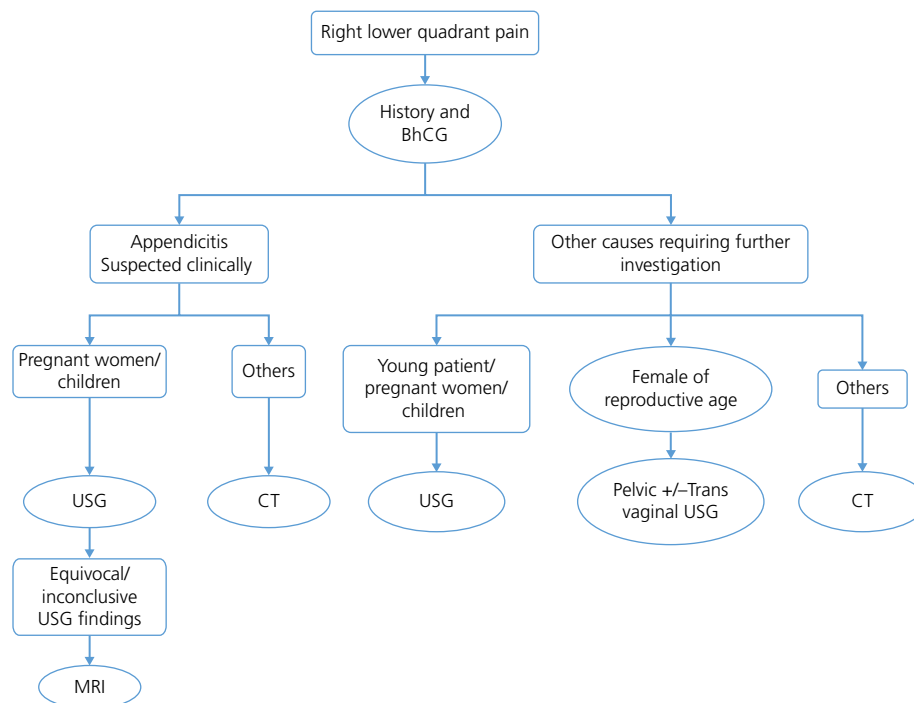 Right lower quadrant pain
History and
BhCG
Appendicitis
Suspected clinically
Other causes requiring further
investigation
Pregnant women/
children
Others
Young patient/
pregnant women/
children
Female of
reproductive age
Others
USG
CT
USG
Pelvic +/–Trans
vaginal USG
CT
Equivocal/
inconclusive
USG findings
MRI